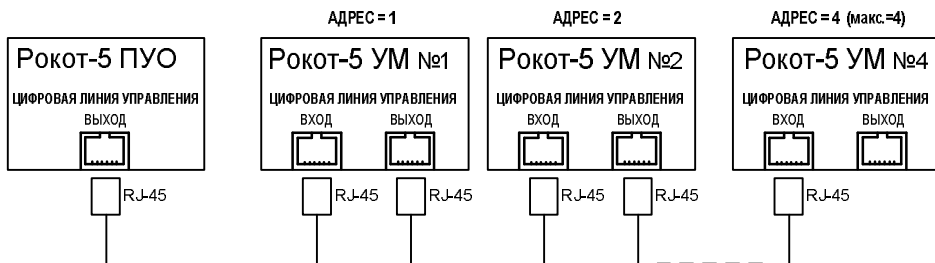 АДРЕС = 1
АДРЕС = 2
АДРЕС = 4 (макс.=4)
Рокот-5 ПУО
Рокот-5 УМ №1
Рокот-5 УМ №2
Рокот-5 УМ №4
ЦИФРОВАЯ ЛИНИЯ УПРАВЛЕНИЯ
ЦИФРОВАЯ ЛИНИЯ УПРАВЛЕНИЯ
ЦИФРОВАЯ ЛИНИЯ УПРАВЛЕНИЯ
ЦИФРОВАЯ ЛИНИЯ УПРАВЛЕНИЯ
ВЫХОД
ВХОД
ВЫХОД
ВХОД
ВЫХОД
ВХОД
ВЫХОД
RJ-45
RJ-45
RJ-45
RJ-45
RJ-45
RJ-45